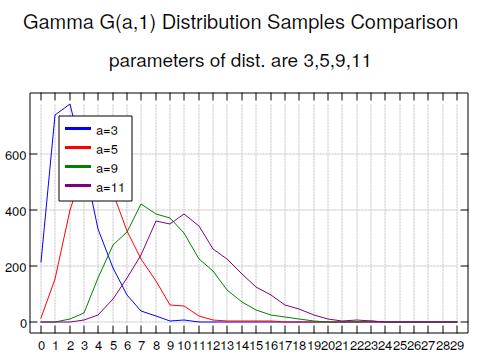 Gamma G(a,1) Distribution Samples Comparison
parameters of dist. are 3,5,9,11
a=3
a=5
a=9
a=11
600
400
200
0
0 1 2 3 4 5 6 7 8 9 10 11 12 13 14 15 16 17 18 19 20 21 22 23 24 25 26 27 28 29